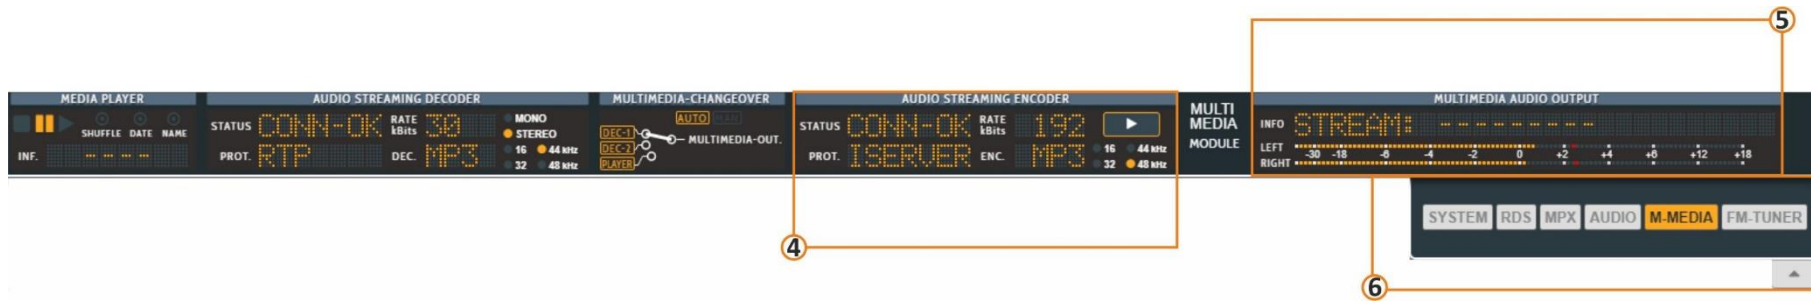 5
MEDIA PLAYER
SHUFFLE DATE NAME
INF. ----
AUDIO STREAMING DECODER
STATUS CONN-OK RATE kBits 30
PROT. RTP DEC. MP3
MONO
STEREO
16 44 kHz
32 48 kHz
MULTIMEDIA-CHANGEOVER
AUTO MAN
DEC-1
DEC-2
PLAYER
MULTIMEDIA-OUT.
AUDIO STREAMING ENCODER
STATUS CONN-OK RATE kBits 192
PROT. ISERVER ENC. MP3
16 44 kHz
32 48 kHz
MULTI
MEDIA
MODULE
MULTIMEDIA AUDIO OUTPUT
INFO STREAM: ---------
LEFT
RIGHT
-30 -18 -8 -4 -2 0 +2 +4 +6 +12 +18
SYSTEM RDS MPX AUDIO M-MEDIA FM-TUNER
4
6